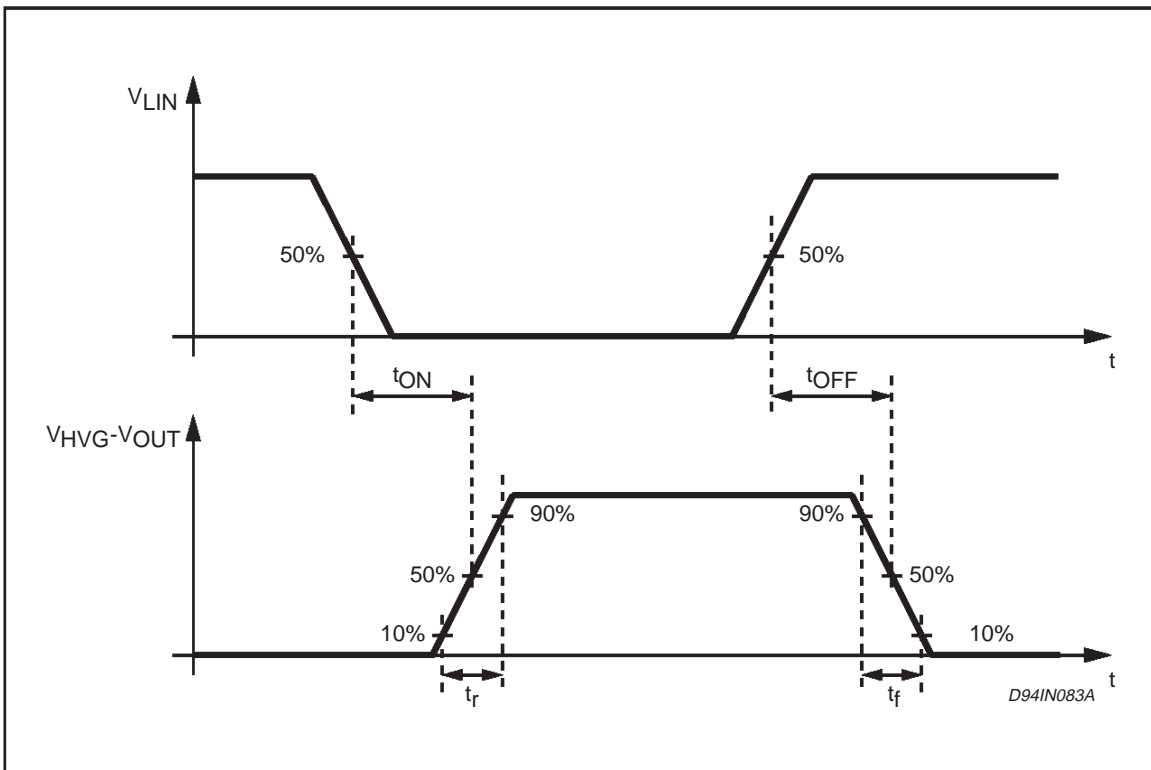 VLIN
50%
50%
t
tON
tOFF
VHVG-VOUT
90%
90%
50%
50%
10%
10%
tr
tf
t
D94IN083A